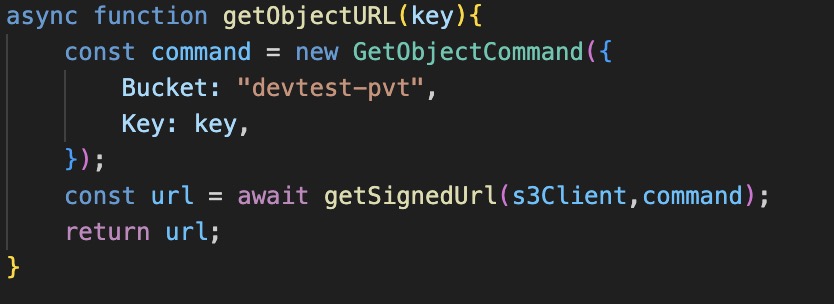 async function getObjectURL(key){
    const command = new GetObjectCommand({
        Bucket: "devtest-pvt",
        Key: key,
    });
    const url = await getSignedUrl(s3Client,command);
    return url;
}